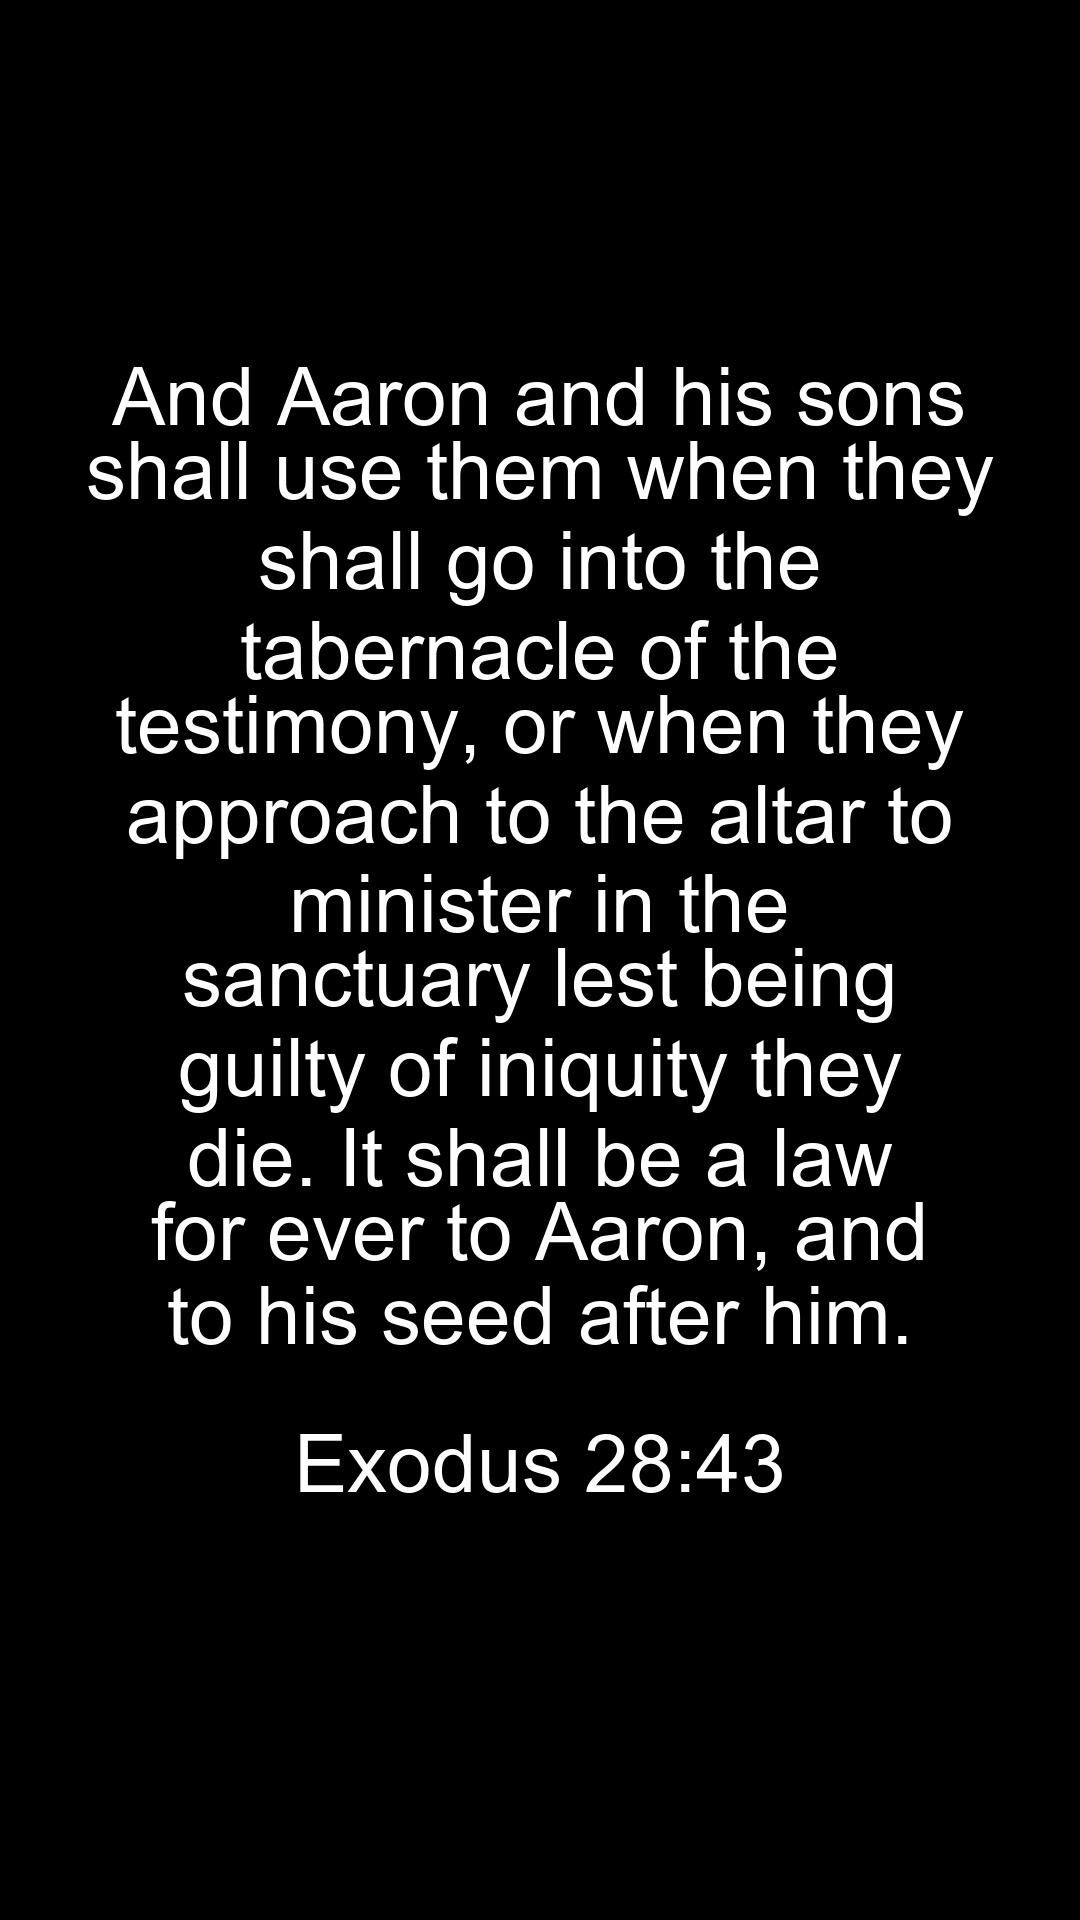 And Aaron and his sons
shall use them when they
shall go into the
tabernacle of the
testimony, or when they
approach to the altar to
minister in the
sanctuary lest being
guilty of iniquity they
die. It shall be a law
for ever to Aaron, and
to his seed after him.
Exodus 28:43